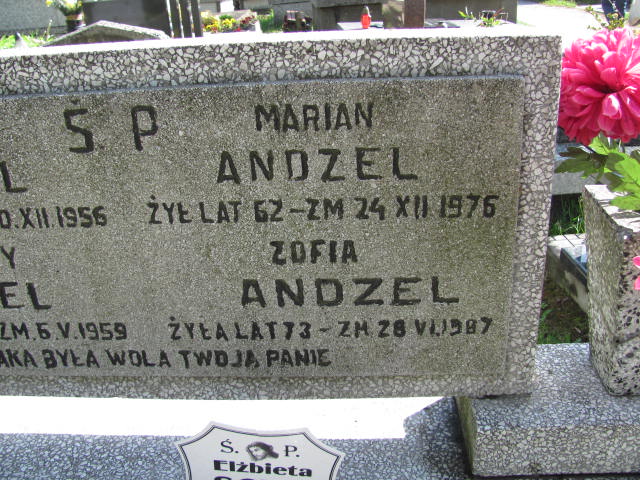 Ś. P MARIAN
L ANDZEL
XII.1956 ŻYŁ LAT 62 - ZM 24 XII 1976
Y ZOFIA
EL ANDZEL
ZM. 6.V.1959 ŻYŁA LAT 73 - ZM 28 VI.1987
AKA BYŁA WOLA TWOJA PANIE
Ś. P.
Elżbieta